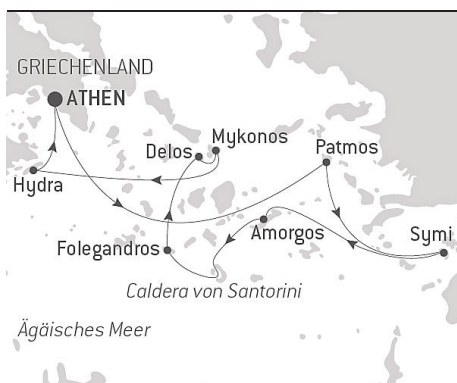 GRIECHENLAND
ATHEN
Mykonos
Delos
Patmos
Hydra
Amorgos
Symi
Folegandros
Caldera von Santorini
Ägäisches Meer